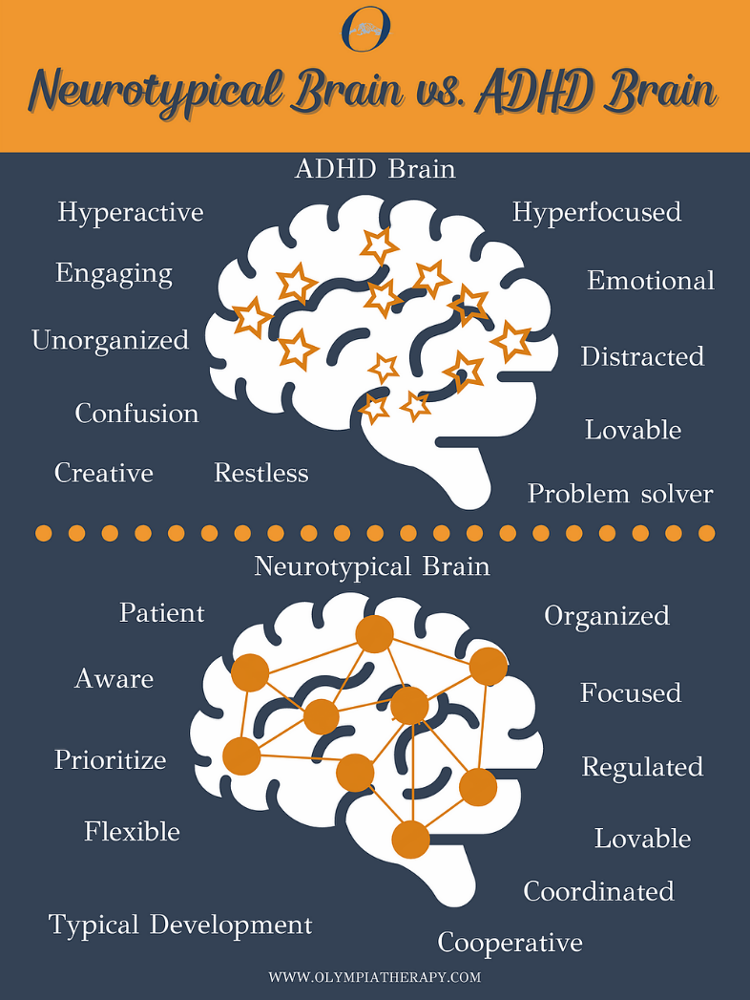 Neurotypical Brain vs. ADHD Brain
ADHD Brain
Hyperactive
Hyperfocused
Engaging
Emotional
Unorganized
Distracted
Confusion
Lovable
Creative
Restless
Problem solver
Neurotypical Brain
Patient
Organized
Aware
Focused
Prioritize
Regulated
Flexible
Lovable
Coordinated
Typical Development
Cooperative
WWW.OLYMPIATHERAPY.COM